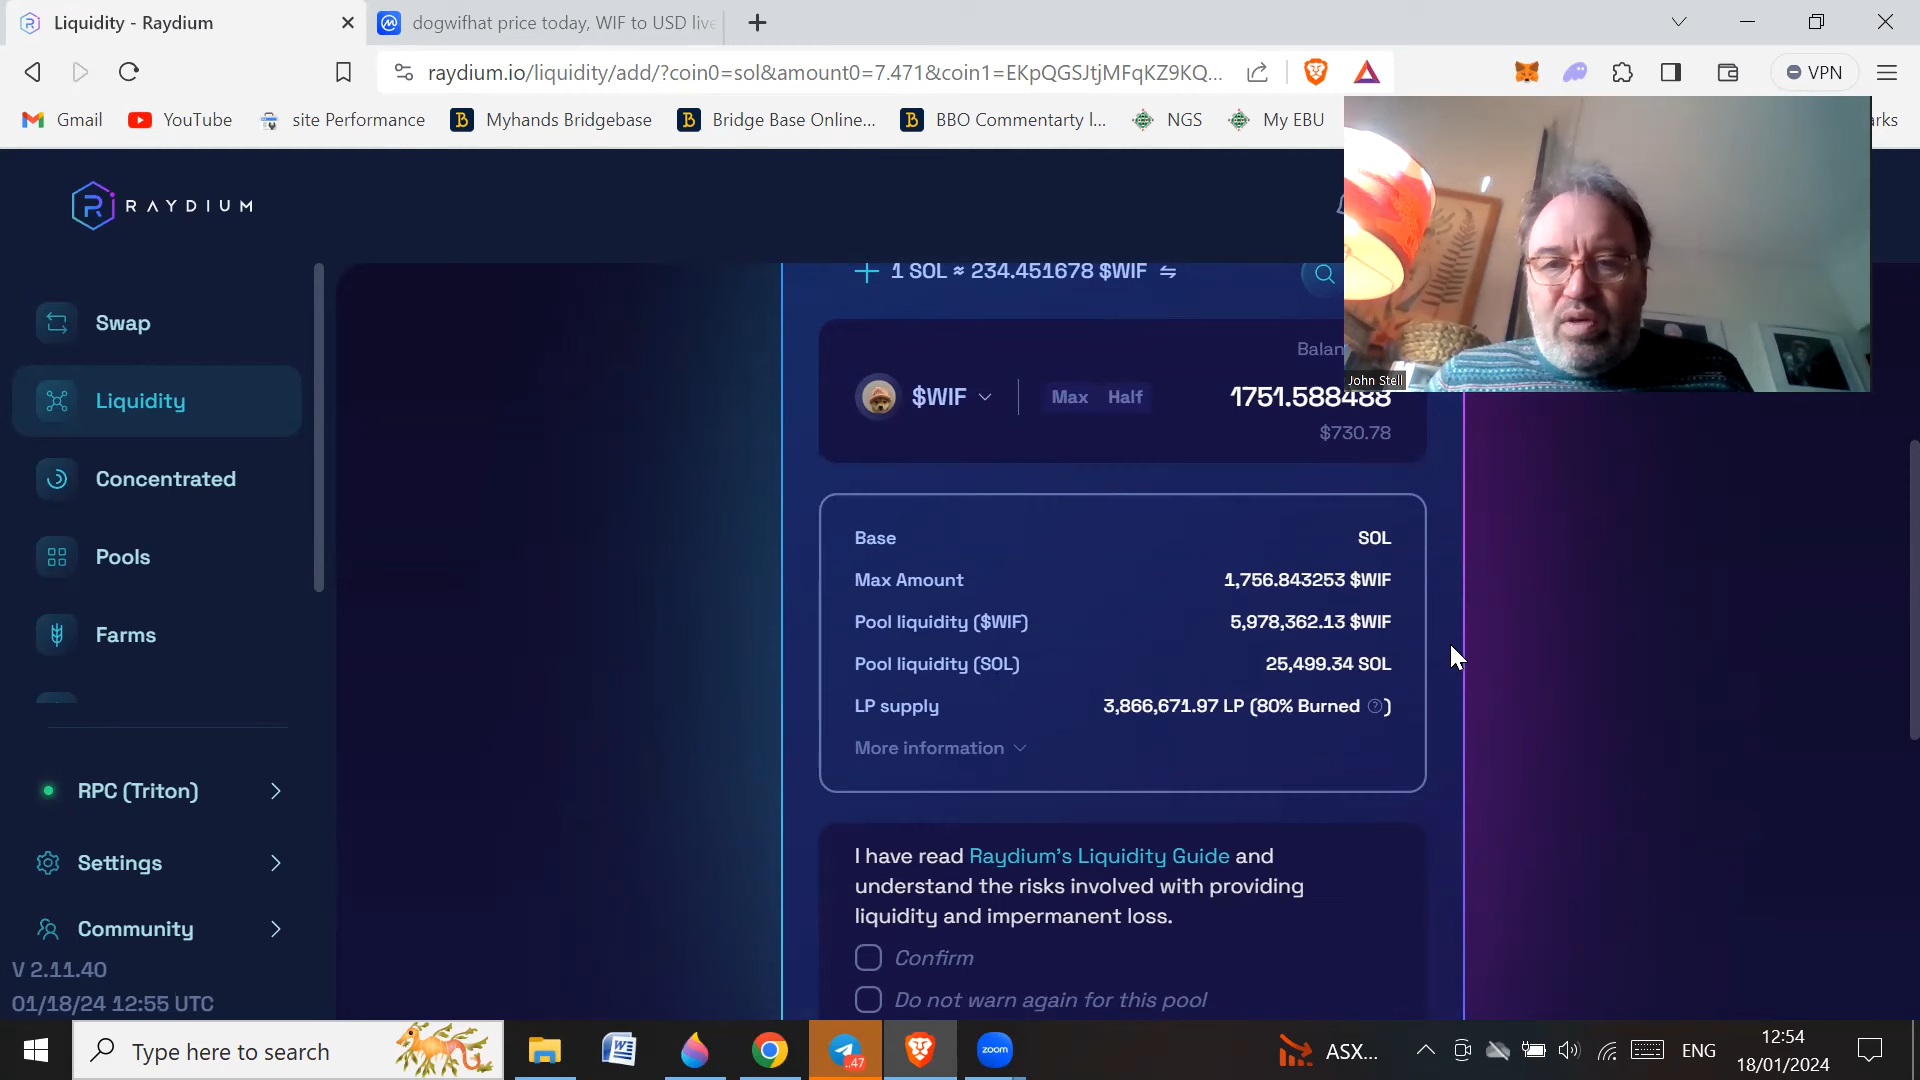 Liquidity - Raydium
dogwifhat price today, WIF to USD live
raydium.io/liquidity/add/?coin0=sol&amount0=7.471&coin1=EKpQGSJtjMFqKZ9KQ...
VPN
Gmail
YouTube
site Performance
Myhands Bridgebase
Bridge Base Online...
BBO Commentarty l...
NGS
My EBU
arks
RAYDIUM
Swap
Liquidity
Concentrated
Pools
Farms
RPC (Triton)
Settings
Community
V 2.11.40
01/18/24 12:55 UTC
1 SOL ≈ 234.451678 $WIF
Balan
$WIF
Max Half
1751.588488
$730.78
John Stell
Base SOL
Max Amount 1,756.843253 $WIF
Pool liquidity ($WIF) 5,978,362.13 $WIF
Pool liquidity (SOL) 25,499.34 SOL
LP supply 3,866,671.97 LP (80% Burned ?)
More information
I have read Raydium's Liquidity Guide and
understand the risks involved with providing
liquidity and impermanent loss.
Confirm
Do not warn again for this pool
Type here to search
47
zoom
ASX...
ENG
12:54
18/01/2024